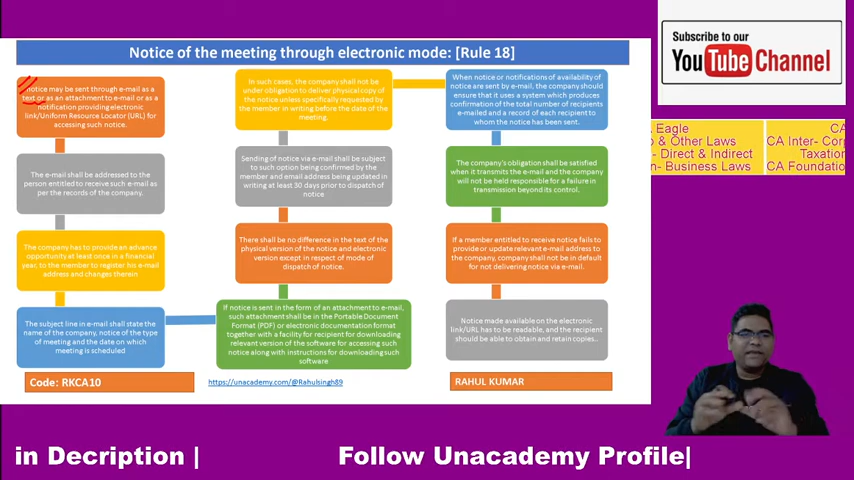 Notice of the meeting through electronic mode: [Rule 18]
Notice may be sent through e-mail as a
text or as an attachment to e-mail or as a
notification providing electronic
link/Uniform Resource Locator (URL) for
accessing such notice.
The e-mail shall be addressed to the
person entitled to receive such e-mail as
per the records of the company.
The company has to provide an advance
opportunity at least once in a financial
year, to the member to register his e-mail
address and changes therein
The subject line in e-mail shall state the
name of the company, notice of the type
of meeting and the date on which
meeting is scheduled
In such cases, the company shall not be
under obligation to deliver physical copy of
the notice unless specifically requested by
the member in writing before the date of the
meeting.
Sending of notice via e-mail shall be subject
to such option being confirmed by the
member and email address being updated in
writing at least 30 days prior to dispatch of
notice
There shall be no difference in the text of the
physical version of the notice and electronic
version except in respect of mode of
dispatch of notice.
If notice is sent in the form of an attachment to e-mail,
such attachment shall be in the Portable Document
Format (PDF) or electronic documentation format
together with a facility for recipient for downloading
relevant version of the software for accessing such
notice along with instructions for downloading such
software
When notice or notifications of availability of
notice are sent by e-mail, the company should
ensure that it uses a system which produces
confirmation of the total number of recipients
e-mailed and a record of each recipient to
whom the notice has been sent.
The company's obligation shall be satisfied
when it transmits the e-mail and the company
will not be held responsible for a failure in
transmission beyond its control.
If a member entitled to receive notice fails to
provide or update relevant e-mail address to
the company, company shall not be in default
for not delivering notice via e-mail.
Notice made available on the electronic
link/URL has to be readable, and the recipient
should be able to obtain and retain copies..
Code: RKCA10
https://unacademy.com/@Rahulsingh89
RAHUL KUMAR
Subscribe to our
YouTube Channel
Eagle
& Other Laws
- Direct & Indirect
- Business Laws
CA
CA Inter- Corp
Taxation
CA Foundatio
in Decription |
Follow Unacademy Profile|